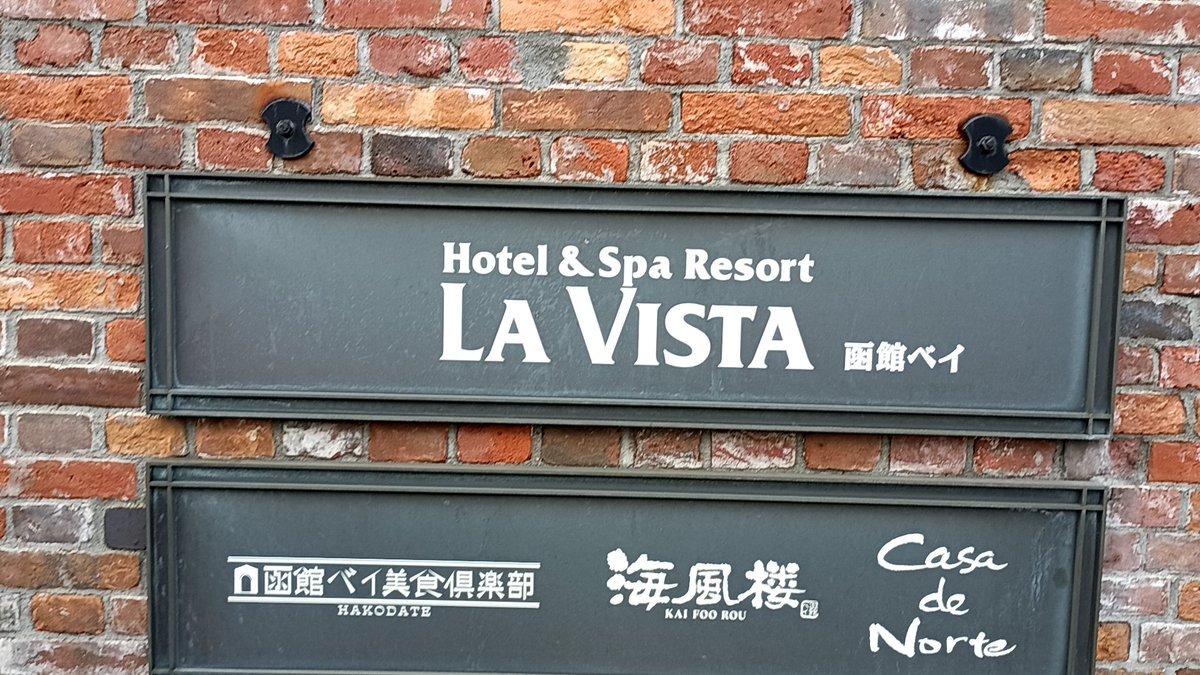 Hotel & Spa Resort
LA VISTA 函館ベイ
函館ベイ美食倶楽部
HAKODATE
海風楼
KAI FOO ROU
Casa
de
Norte